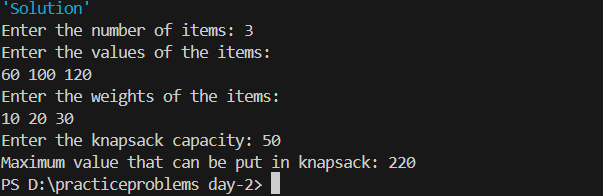 'Solution'
Enter the number of items: 3
Enter the values of the items:
60 100 120
Enter the weights of the items:
10 20 30
Enter the knapsack capacity: 50
Maximum value that can be put in knapsack: 220
PS D:\practiceproblems day-2>